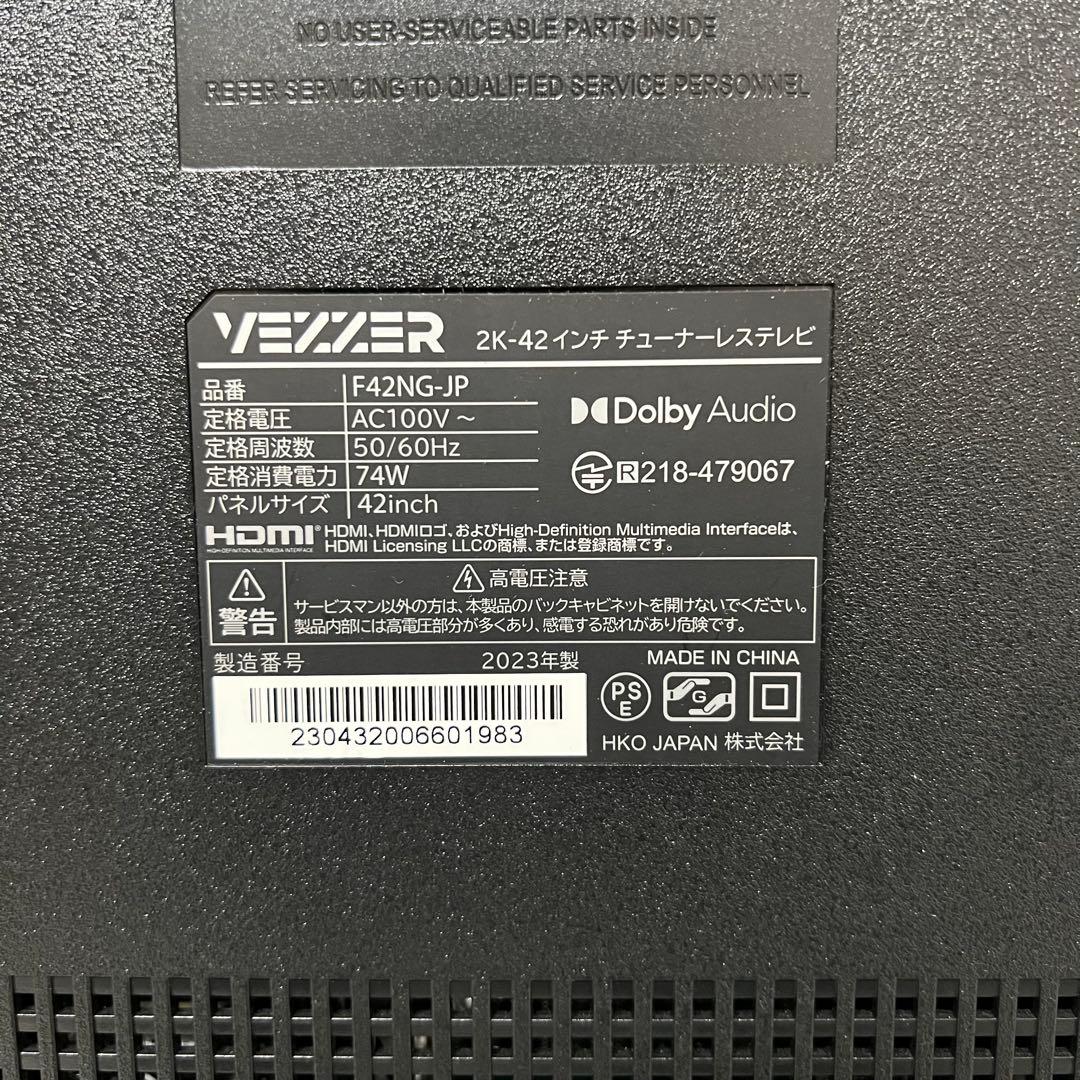 NO USER-SERVICEABLE PARTS INSIDE
REFER SERVICING TO QUALIFIED SERVICE PERSONNEL
VEZZER 2K-42インチ チューナーレステレビ
品番 F42NG-JP
定格電圧 AC100V～
定格周波数 50/60Hz
定格消費電力 74W
パネルサイズ 42inch
Dolby Audio
R 218-479067
HDMI® HDMI、HDMIロゴ、およびHigh-Definition Multimedia Interfaceは、
HIGH-DEFINITION MULTIMEDIA INTERFACE HDMI Licensing LLCの商標、または登録商標です。
警告
高電圧注意
サービスマン以外の方は、本製品のバックキャビネットを開けないでください。
製品内部には高電圧部分が多くあり、感電する恐れがあり危険です。
製造番号 2023年製 MADE IN CHINA
230432006601983
PS
E
G
HKO JAPAN 株式会社